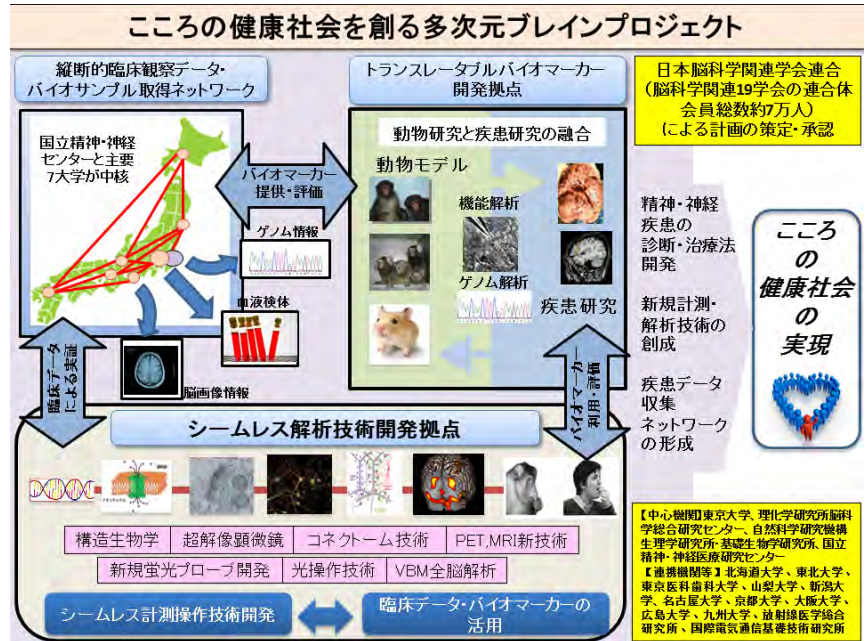 こころの健康社会を創る多次元ブレインプロジェクト
縦断的臨床観察データ・
バイオサンプル取得ネットワーク
国立精神・神経
センターと主要
7大学が中核
バイオマーカー
提供・評価
ゲノム情報
血液検体
脳画像情報
臨床データ
による実証
トランスレータブルバイオマーカー
開発拠点
動物研究と疾患研究の融合
動物モデル
機能解析
ゲノム解析
疾患研究
バイオマーカー
利用・評価
日本脳科学関連学会連合
(脳科学関連19学会の連合体
会員総数約7万人)
による計画の策定・承認
精神・神経
疾患の
診断・治療法
開発
新規計測・
解析技術の
創成
疾患データ
収集
ネットワーク
の形成
こころ
の
健康社会
の
実現
シームレス解析技術開発拠点
構造生物学
超解像顕微鏡
コネクトーム技術
PET,MRI新技術
新規蛍光プローブ開発
光操作技術
VBM全脳解析
シームレス計測操作技術開発
臨床データ・バイオマーカーの
活用
【中心機関】東京大学、理化学研究所脳科
学総合研究センター、自然科学研究機構
生理学研究所・基礎生物学研究所、国立
精神・神経医療研究センター
【連携機関等】北海道大学、東北大学、
東京医科歯科大学、山梨大学、新潟大
学、名古屋大学、京都大学、大阪大学、
広島大学、九州大学、放射線医学総合
研究所、国際電気通信基礎技術研究所